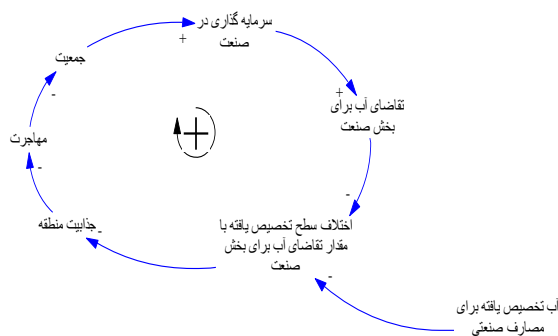 سرمایه گذاری در
صنعت
+
جمعیت
-
+
تقاضای آب برای
بخش صنعت
مهاجرت
-
-
اختلاف سطح تخصیص یافته با
مقدار تقاضای آب برای بخش
صنعت
جذابیت منطقه
-
-
آب تخصیص یافته برای
مصارف صنعتی